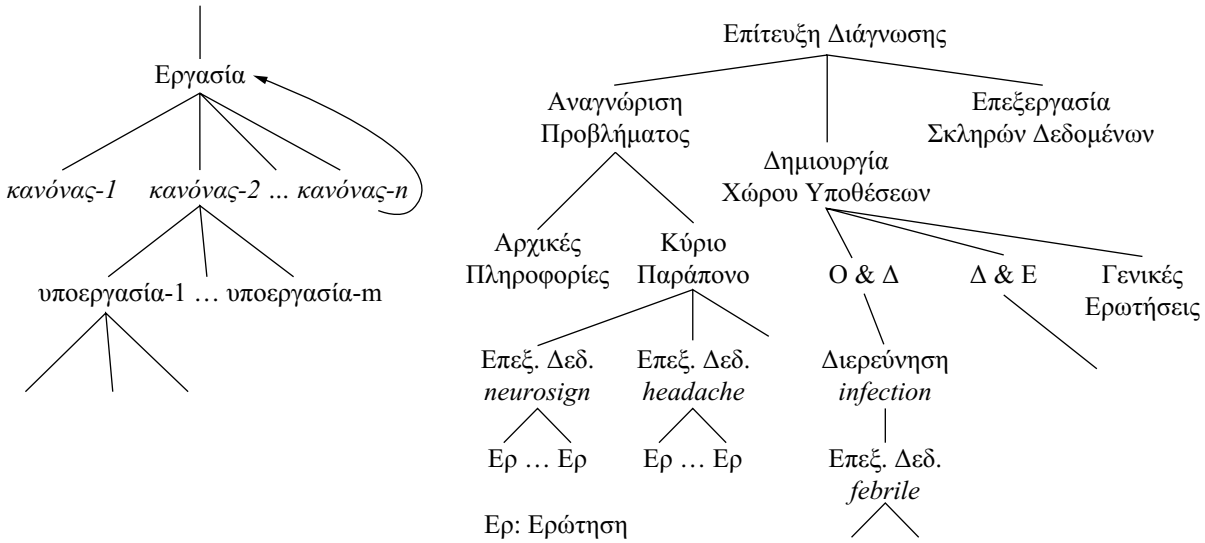 Εργασία
κανόνας-1 κανόνας-2 ... κανόνας-n
υποεργασία-1 … υποεργασία-m
Επίτευξη Διάγνωσης
Αναγνώριση
Προβλήματος
Επεξεργασία
Σκληρών Δεδομένων
Δημιουργία
Χώρου Υποθέσεων
Αρχικές
Πληροφορίες
Κύριο
Παράπονο
Ο & Δ
Δ & Ε
Γενικές
Ερωτήσεις
Επεξ. Δεδ.
neurosign
Επεξ. Δεδ.
headache
Διερεύνηση
infection
Ερ … Ερ
Ερ … Ερ
Επεξ. Δεδ.
febrile
Ερ: Ερώτηση